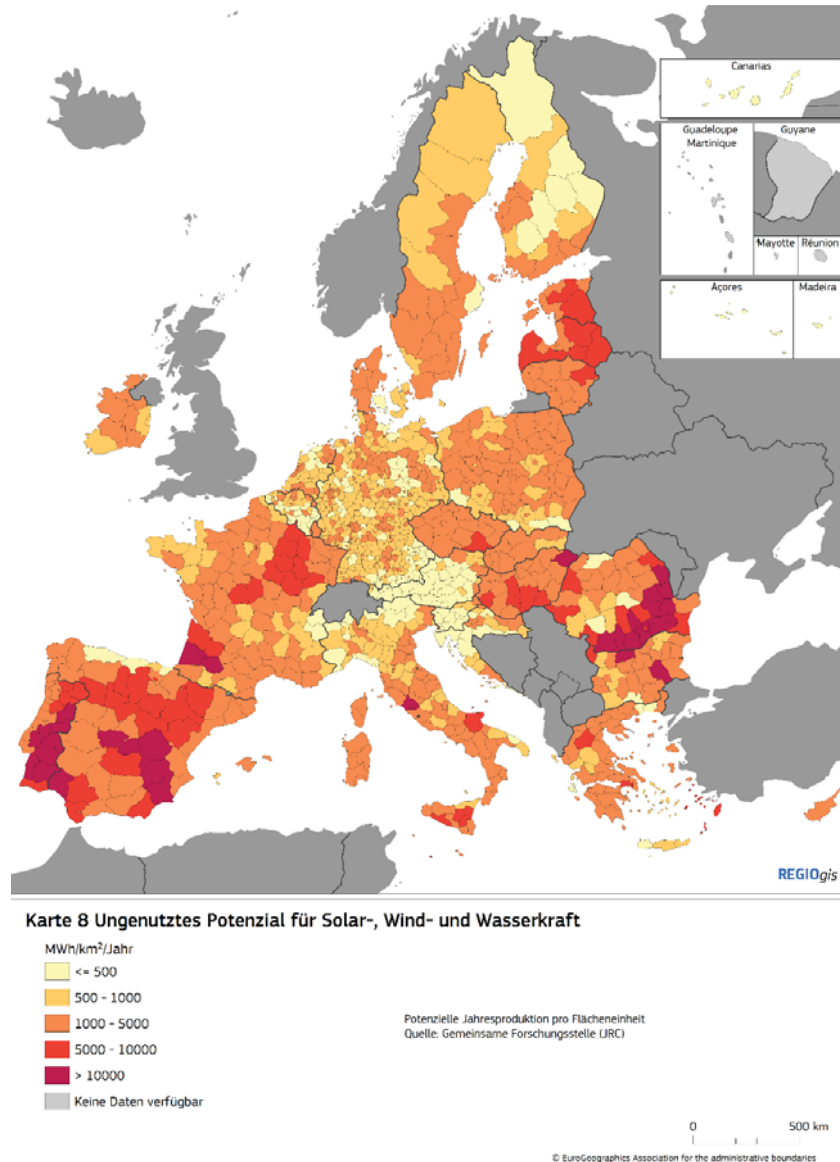 Canarias
Guadeloupe
Martinique
Guyane
Mayotte
Réunion
Açores
Madeira
REGIOgis
Karte 8 Ungenutztes Potenzial für Solar-, Wind- und Wasserkraft
MWh/km²/Jahr
<= 500
500 - 1000
1000 - 5000
5000 - 10000
> 10000
Keine Daten verfügbar
Potenzielle Jahresproduktion pro Flächeneinheit
Quelle: Gemeinsame Forschungsstelle (JRC)
0 500 km
© EuroGeographics Association for the administrative boundaries